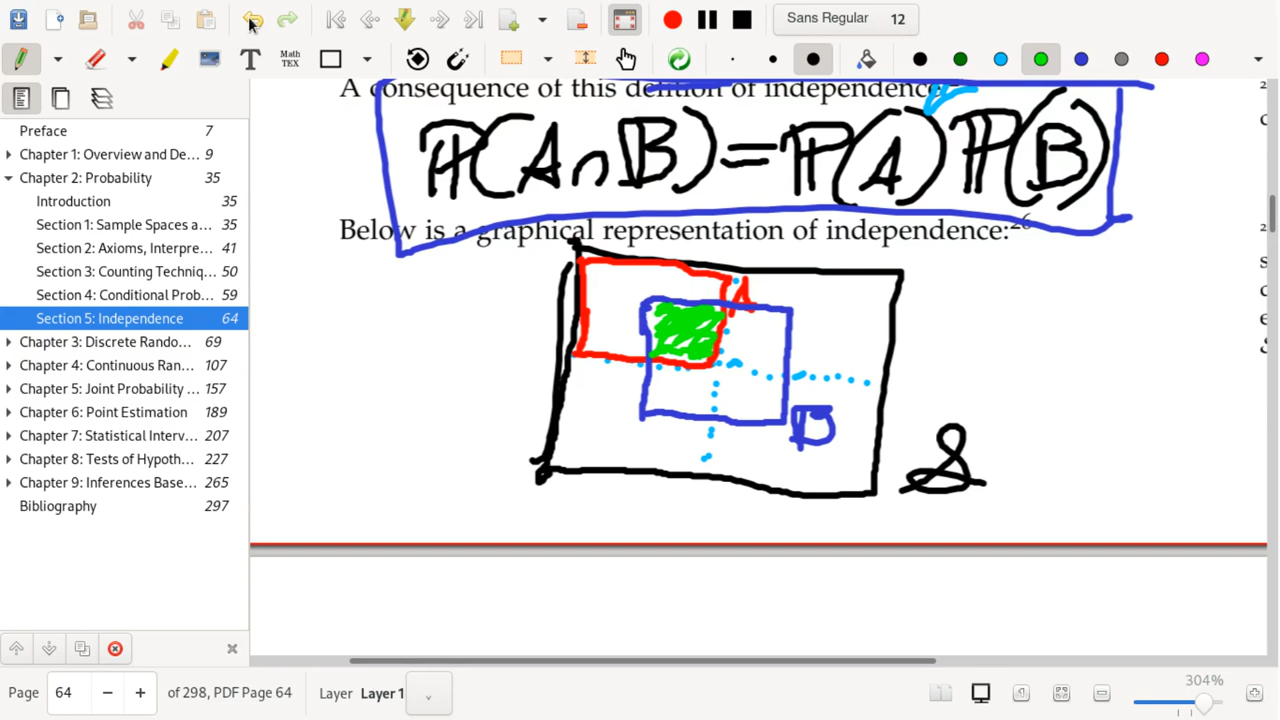 Sans Regular 12
T Math TEX
A consequence of this defition of independence
ℙ(A∩B)=ℙ(A)ℙ(B)
Below is a graphical representation of independence:26
A
B
S
Preface 7
Chapter 1: Overview and De... 9
Chapter 2: Probability 35
Introduction 35
Section 1: Sample Spaces a... 35
Section 2: Axioms, Interpre... 41
Section 3: Counting Techniq... 50
Section 4: Conditional Prob... 59
Section 5: Independence 64
Chapter 3: Discrete Rando... 69
Chapter 4: Continuous Ran... 107
Chapter 5: Joint Probability ... 157
Chapter 6: Point Estimation 189
Chapter 7: Statistical Interv... 207
Chapter 8: Tests of Hypoth... 227
Chapter 9: Inferences Base... 265
Bibliography 297
Page 64 of 298, PDF Page 64 Layer Layer 1 304%